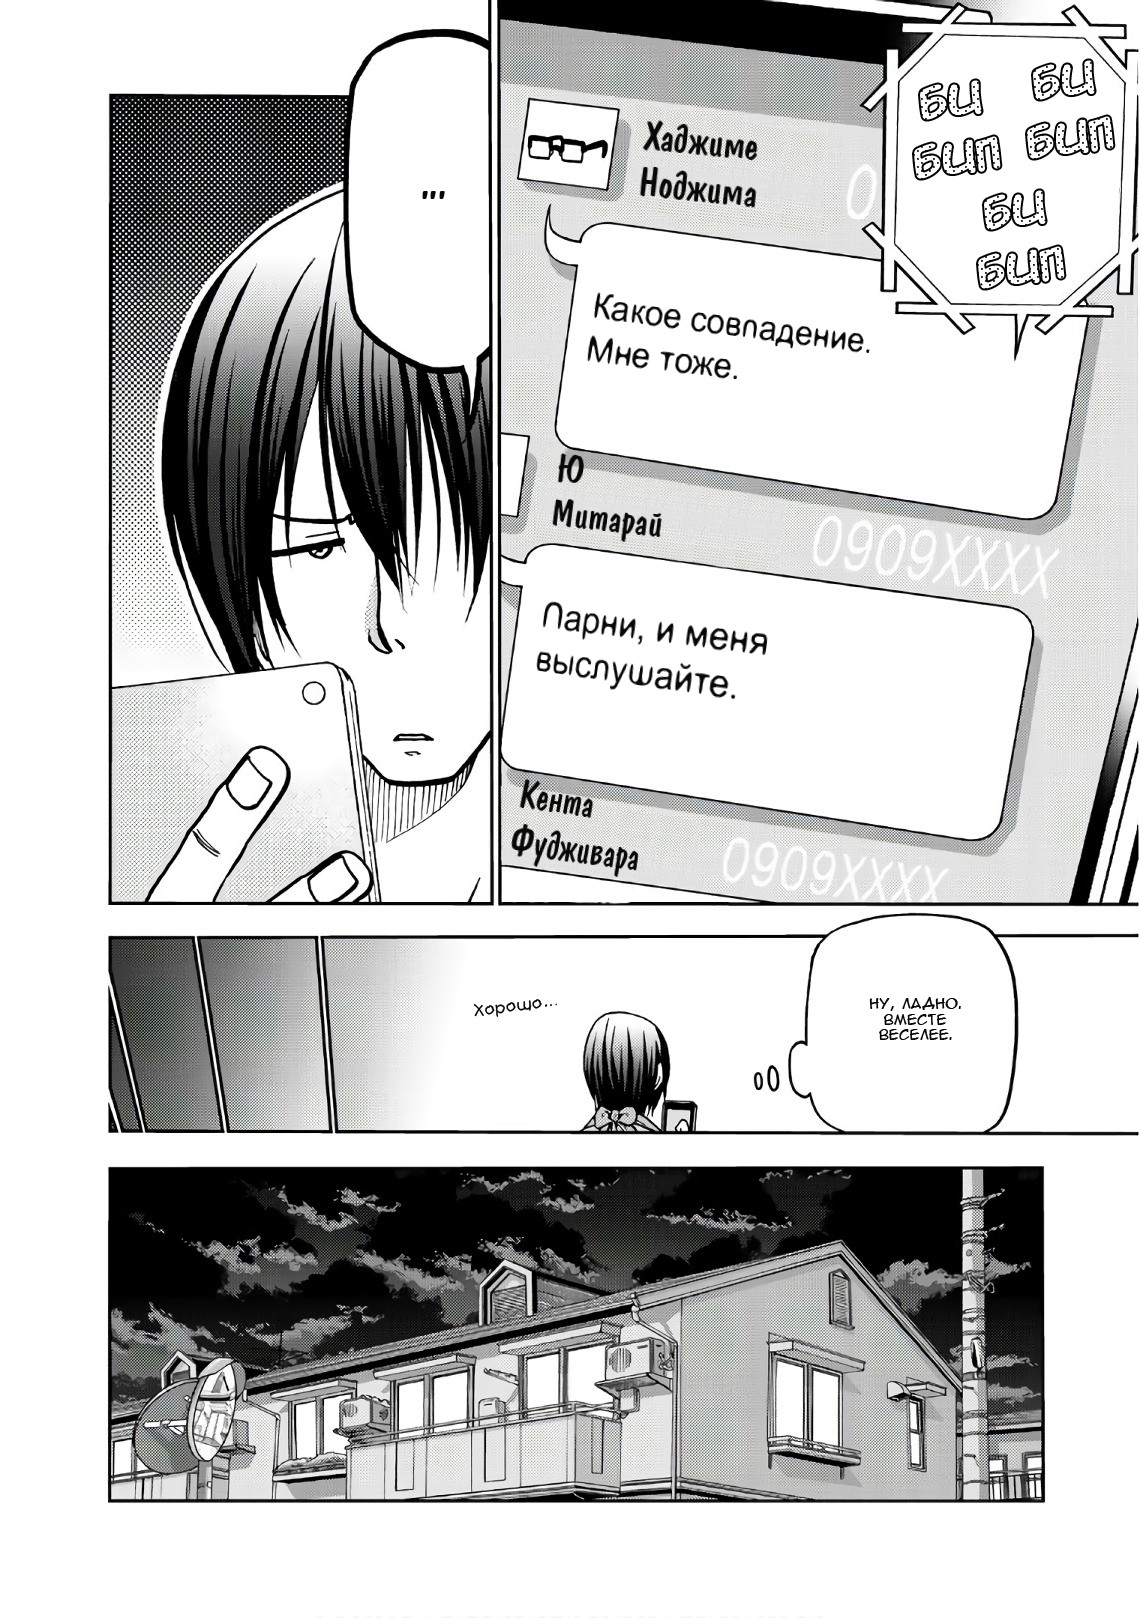 БИ БИ
БИП БИП
БИ
БИП
Хаджиме
Ноджима
0
Какое совпадение.
Мне тоже.
...
Ю
Митарай
0909XXXX
Парни, и меня
выслушайте.
Кента
Фудживара
0909XXXX
НУ, ЛАДНО.
ВМЕСТЕ
ВЕСЕЛЕЕ.
Хорошо...